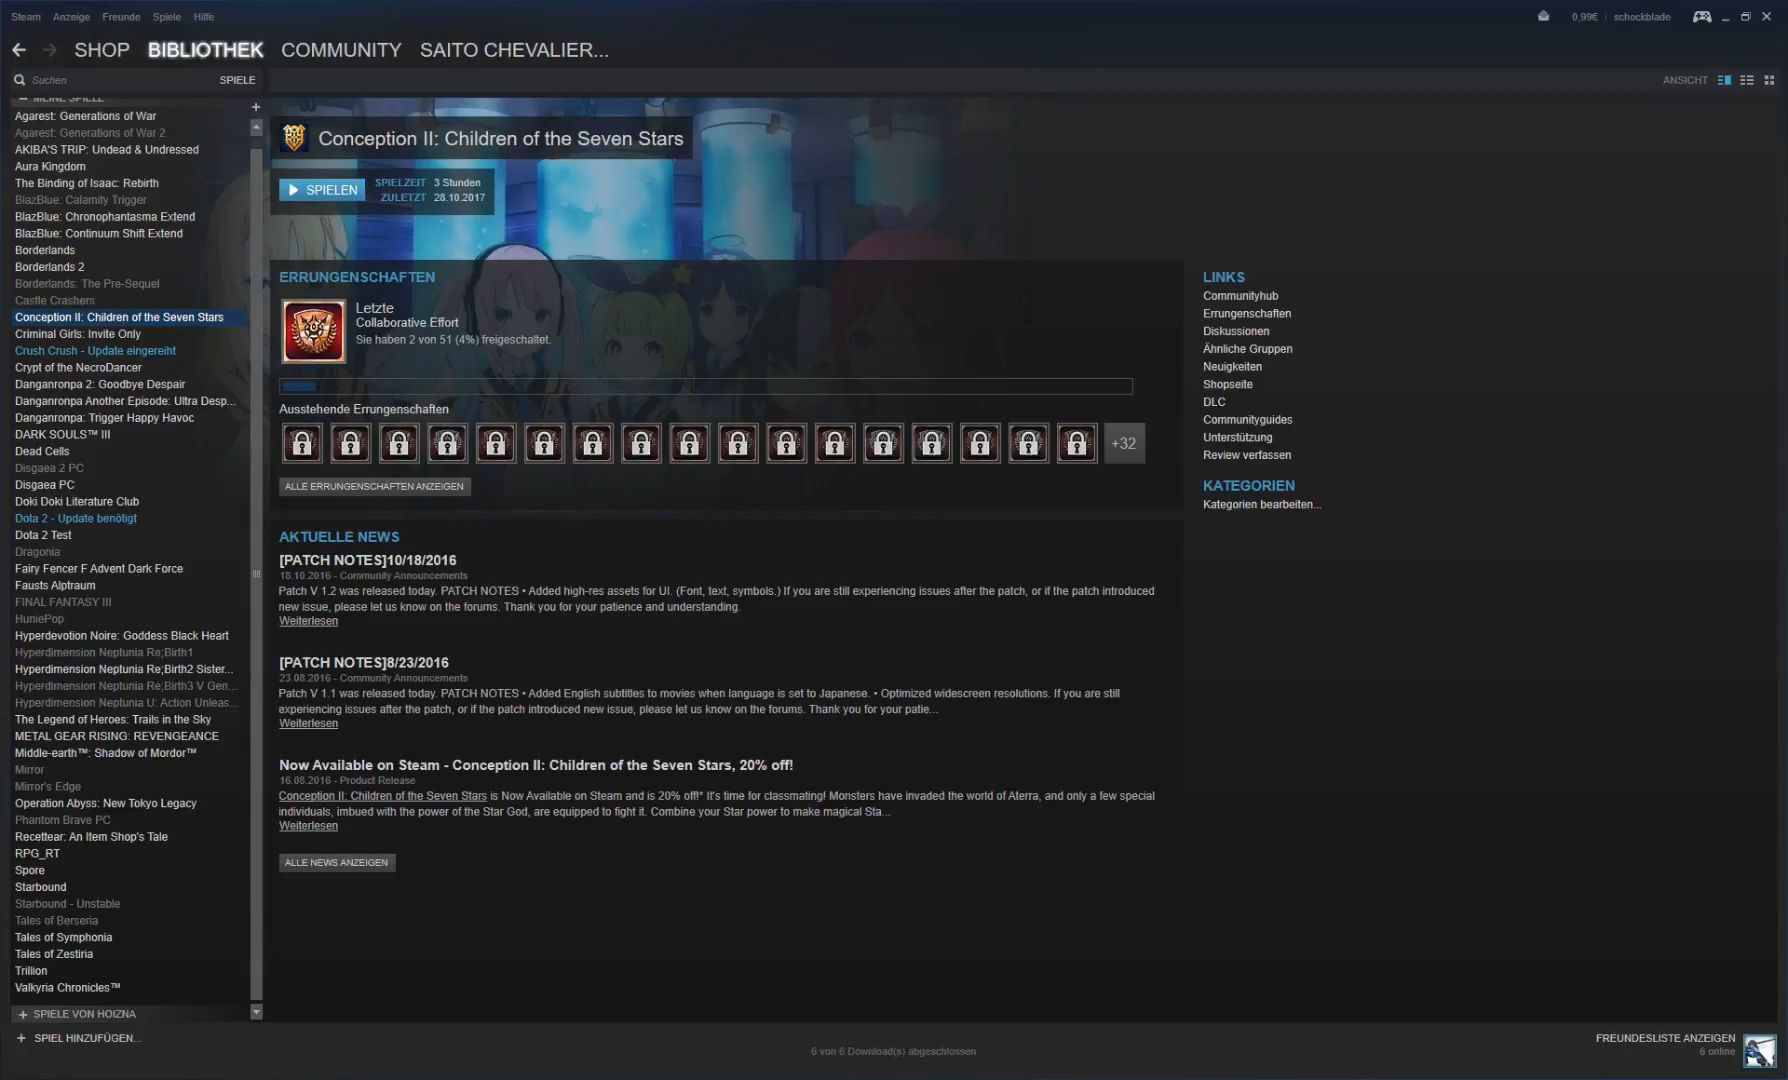 Steam Anzeige Freunde Spiele Hilfe
0,99€ schockblade
SHOP BIBLIOTHEK COMMUNITY SAITO CHEVALIER...
Suchen SPIELE
ANSICHT
MEINE SPIELE
Agarest: Generations of War
Agarest: Generations of War 2
AKIBA'S TRIP: Undead & Undressed
Aura Kingdom
The Binding of Isaac: Rebirth
BlazBlue: Calamity Trigger
BlazBlue: Chronophantasma Extend
BlazBlue: Continuum Shift Extend
Borderlands
Borderlands 2
Borderlands: The Pre-Sequel
Castle Crashers
Conception II: Children of the Seven Stars
Criminal Girls: Invite Only
Crush Crush - Update eingereiht
Crypt of the NecroDancer
Danganronpa 2: Goodbye Despair
Danganronpa Another Episode: Ultra Desp...
Danganronpa: Trigger Happy Havoc
DARK SOULS™ III
Dead Cells
Disgaea 2 PC
Disgaea PC
Doki Doki Literature Club
Dota 2 - Update benötigt
Dota 2 Test
Dragonia
Fairy Fencer F Advent Dark Force
Fausts Alptraum
FINAL FANTASY III
HuniePop
Hyperdevotion Noire: Goddess Black Heart
Hyperdimension Neptunia Re;Birth1
Hyperdimension Neptunia Re;Birth2 Sister...
Hyperdimension Neptunia Re;Birth3 V Gen...
Hyperdimension Neptunia U: Action Unleas...
The Legend of Heroes: Trails in the Sky
METAL GEAR RISING: REVENGEANCE
Middle-earth™: Shadow of Mordor™
Mirror
Mirror's Edge
Operation Abyss: New Tokyo Legacy
Phantom Brave PC
Recettear: An Item Shop's Tale
RPG_RT
Spore
Starbound
Starbound - Unstable
Tales of Berseria
Tales of Symphonia
Tales of Zestiria
Trillion
Valkyria Chronicles™
SPIELE VON HOIZNA
SPIEL HINZUFÜGEN...
Conception II: Children of the Seven Stars
SPIELEN
SPIELZEIT 3 Stunden
ZULETZT 28.10.2017
ERRUNGENSCHAFTEN
Letzte
Collaborative Effort
Sie haben 2 von 51 (4%) freigeschaltet.
Ausstehende Errungenschaften
+32
ALLE ERRUNGENSCHAFTEN ANZEIGEN
AKTUELLE NEWS
[PATCH NOTES]10/18/2016
18.10.2016 - Community Announcements
Patch V 1.2 was released today. PATCH NOTES • Added high-res assets for UI. (Font, text, symbols.) If you are still experiencing issues after the patch, or if the patch introduced
new issue, please let us know on the forums. Thank you for your patience and understanding.
Weiterlesen
[PATCH NOTES]8/23/2016
23.08.2016 - Community Announcements
Patch V 1.1 was released today. PATCH NOTES • Added English subtitles to movies when language is set to Japanese. • Optimized widescreen resolutions. If you are still
experiencing issues after the patch, or if the patch introduced new issue, please let us know on the forums. Thank you for your patie...
Weiterlesen
Now Available on Steam - Conception II: Children of the Seven Stars, 20% off!
16.08.2016 - Product Release
Conception II: Children of the Seven Stars is Now Available on Steam and is 20% off!* It's time for classmating! Monsters have invaded the world of Aterra, and only a few special
individuals, imbued with the power of the Star God, are equipped to fight it. Combine your Star power to make magical Sta...
Weiterlesen
ALLE NEWS ANZEIGEN
LINKS
Communityhub
Errungenschaften
Diskussionen
Ähnliche Gruppen
Neuigkeiten
Shopseite
DLC
Communityguides
Unterstützung
Review verfassen
KATEGORIEN
Kategorien bearbeiten...
6 von 6 Download(s) abgeschlossen
FREUNDESLISTE ANZEIGEN
6 online